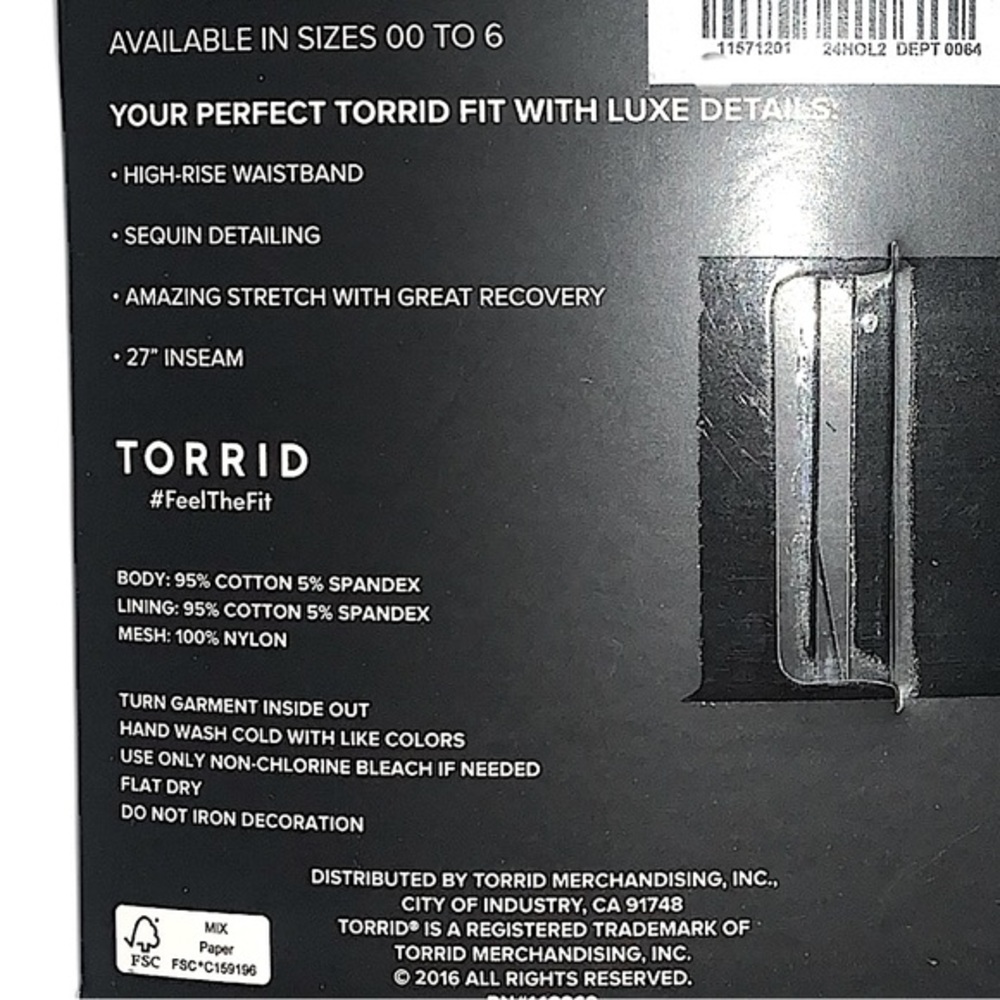 11571201 24HOL2 DEPT 0064
AVAILABLE IN SIZES 00 TO 6
YOUR PERFECT TORRID FIT WITH LUXE DETAILS:
• HIGH-RISE WAISTBAND
• SEQUIN DETAILING
• AMAZING STRETCH WITH GREAT RECOVERY
• 27" INSEAM
TORRID
#FeelTheFit
BODY: 95% COTTON 5% SPANDEX
LINING: 95% COTTON 5% SPANDEX
MESH: 100% NYLON
TURN GARMENT INSIDE OUT
HAND WASH COLD WITH LIKE COLORS
USE ONLY NON-CHLORINE BLEACH IF NEEDED
FLAT DRY
DO NOT IRON DECORATION
DISTRIBUTED BY TORRID MERCHANDISING, INC.,
CITY OF INDUSTRY, CA 91748
TORRID® IS A REGISTERED TRADEMARK OF
TORRID MERCHANDISING, INC.
© 2016 ALL RIGHTS RESERVED.
MIX
Paper
FSC FSC®C159196